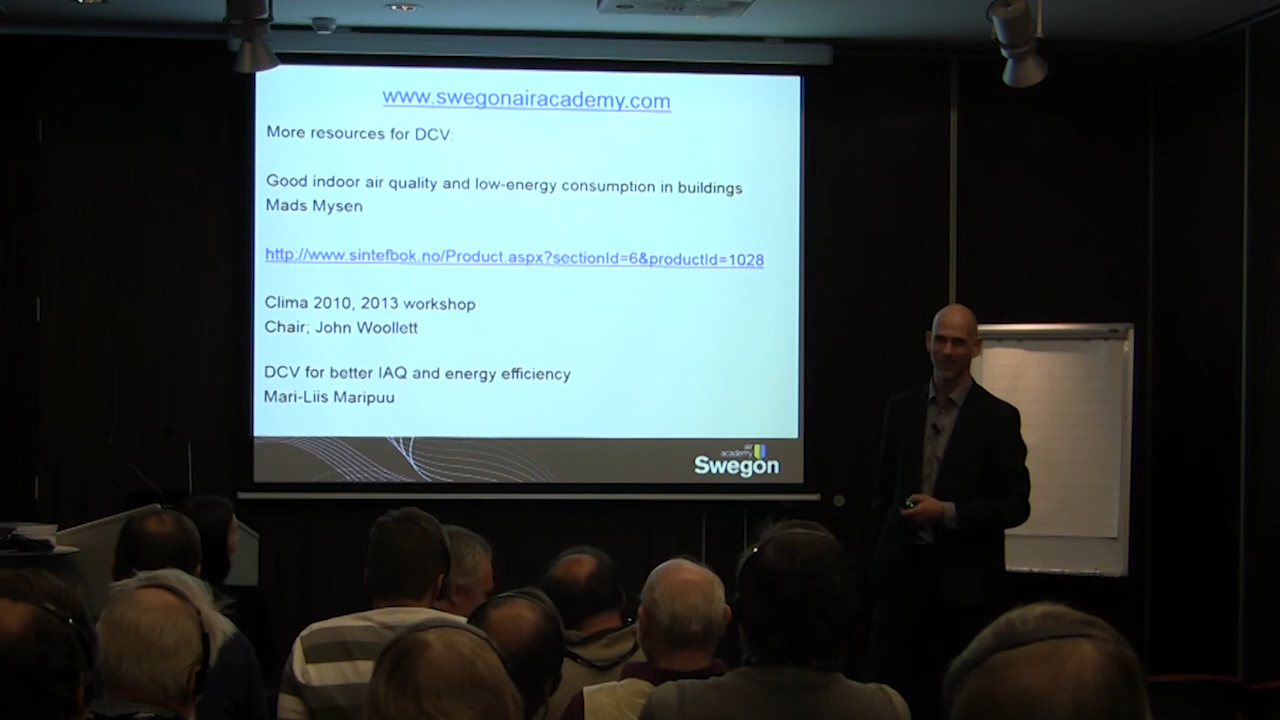 www.swegonairacademy.com
More resources for DCV:
Good indoor air quality and low-energy consumption in buildings
Mads Mysen
http://www.sintefbok.no/Product.aspx?sectionId=6&productId=1028
Clima 2010, 2013 workshop
Chair; John Woollett
DCV for better IAQ and energy efficiency
Mari-Liis Maripuu
air
academy
Swegon